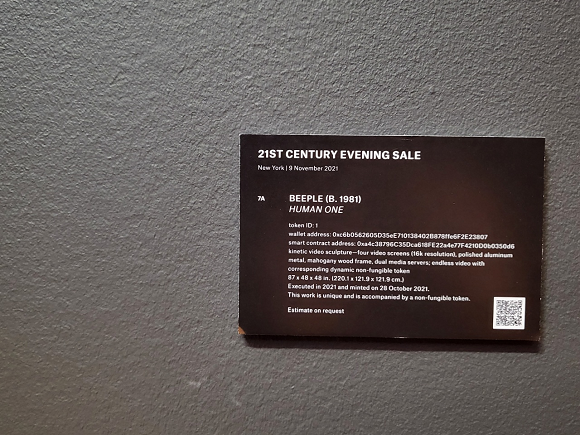 21ST CENTURY EVENING SALE
New York | 9 November 2021
7A BEEPLE (B. 1981)
HUMAN ONE
token ID: 1
wallet address: 0xc6b0562605D35eE710138402B878ffe6F2E23807
smart contract address: 0xa4c38796C35Dca618FE22a4e77F4210D0b0350d6
kinetic video sculpture—four video screens (16k resolution), polished aluminum
metal, mahogany wood frame, dual media servers; endless video with
corresponding dynamic non-fungible token
87 x 48 x 48 in. (220.1 x 121.9 x 121.9 cm.)
Executed in 2021 and minted on 28 October 2021.
This work is unique and is accompanied by a non-fungible token.
Estimate on request